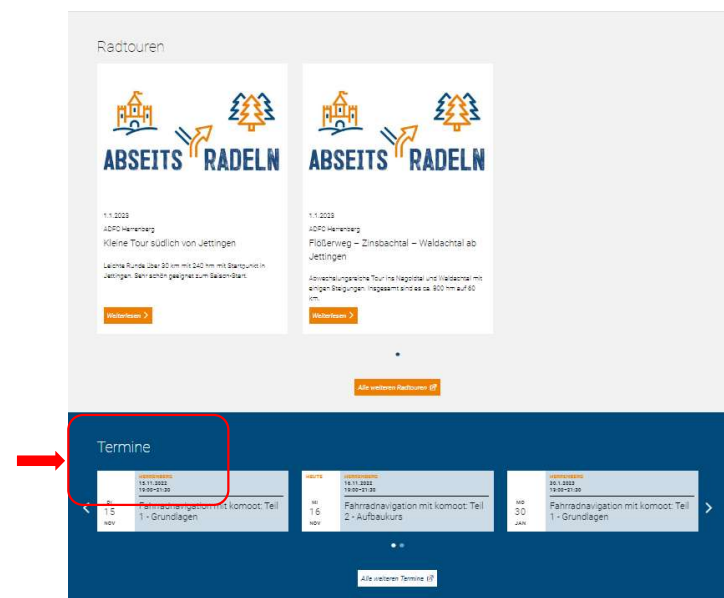 Radtouren
ABSEITS RADELN
1.1.2023
ADFC Herrenberg
Kleine Tour südlich von Jettingen
Leichte Runde über 30 km mit 240 hm mit Startpunkt in
Jettingen. Sehr schön geeignet zum Saison-Start.
Weiterlesen
ABSEITS RADELN
1.1.2023
ADFC Herrenberg
Flößerweg – Zinsbachtal – Waldachtal ab
Jettingen
Abwechslungsreiche Tour ins Nagoldtal und Waldachtal mit
einigen Steigungen. Insgesamt sind es ca. 900 hm auf 60
km.
Weiterlesen
Alle weiteren Radtouren
Termine
DI
15
NOV
HERRENBERG
15.11.2022
19:00–21:30
Fahrradnavigation mit komoot: Teil
1 - Grundlagen
HEUTE
MI
16
NOV
HERRENBERG
16.11.2022
19:00–21:30
Fahrradnavigation mit komoot: Teil
2 - Aufbaukurs
MO
30
JAN
HERRENBERG
30.1.2023
19:00–21:30
Fahrradnavigation mit komoot: Teil
1 - Grundlagen
Alle weiteren Termine